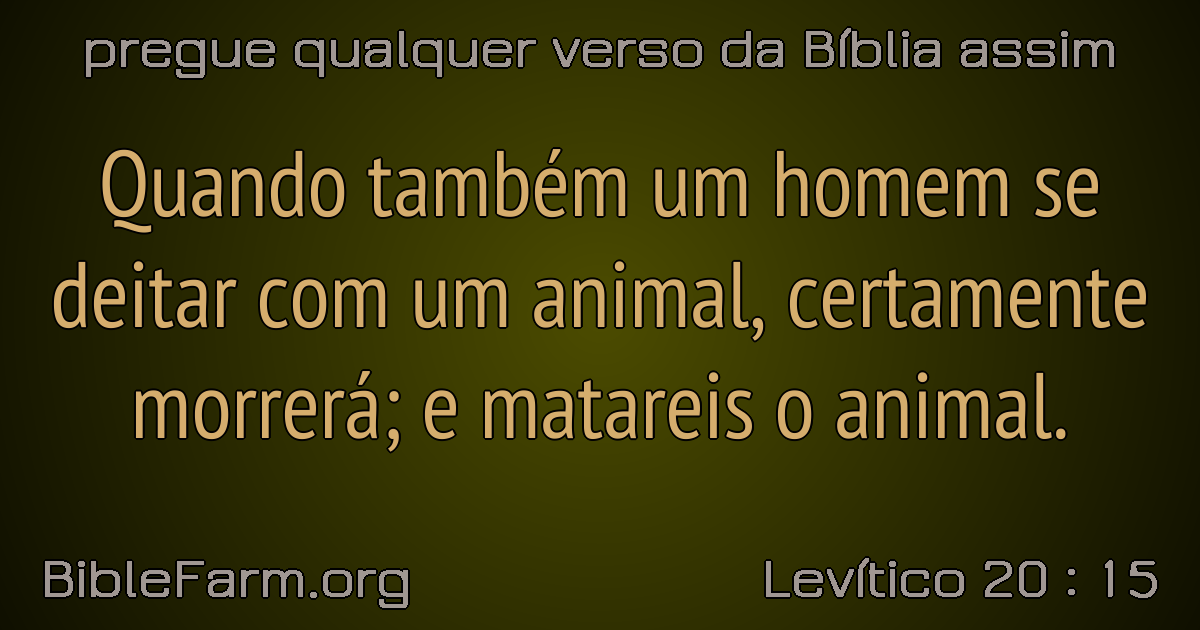 pregue qualquer verso da Bíblia assim
Quando também um homem se
deitar com um animal, certamente
morrerá; e matareis o animal.
BibleFarm.org
Levítico 20 : 15